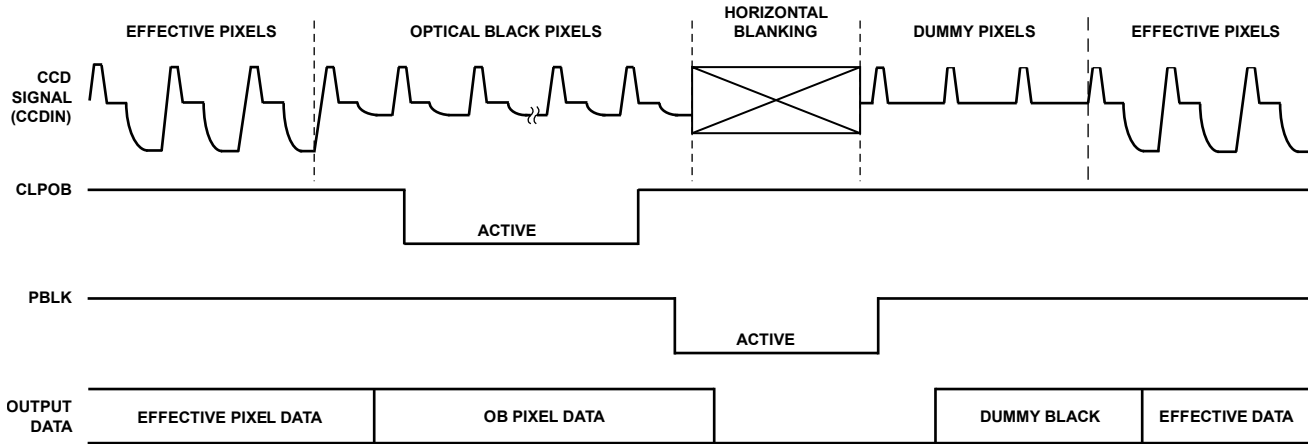 EFFECTIVE PIXELS
OPTICAL BLACK PIXELS
HORIZONTAL
BLANKING
DUMMY PIXELS
EFFECTIVE PIXELS
CCD
SIGNAL
(CCDIN)
CLPOB
ACTIVE
PBLK
ACTIVE
OUTPUT
DATA
EFFECTIVE PIXEL DATA
OB PIXEL DATA
DUMMY BLACK
EFFECTIVE DATA